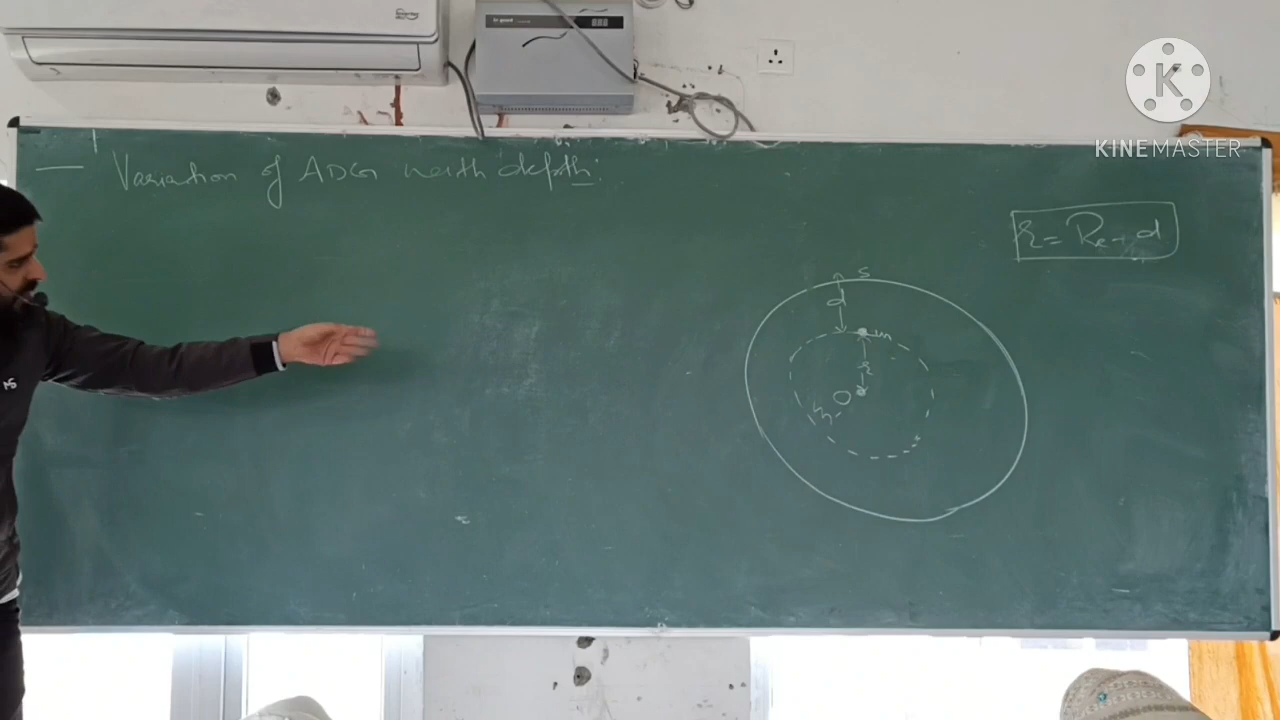 — Variation of ADG with depth:
r = Re - d
S
d
m
r
O
KINEMASTER
K